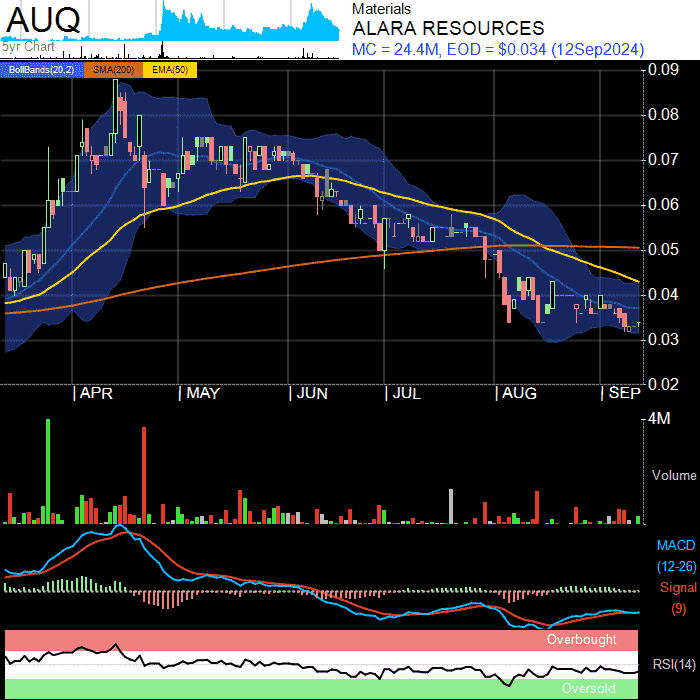 AUQ
5yr Chart
Materials
ALARA RESOURCES
MC = 24.4M, EOD = $0.034 (12Sep2024)
BollBands(20,2) SMA(200) EMA(50)
0.09
0.08
0.07
0.06
0.05
0.04
0.03
0.02
APR MAY JUN JUL AUG SEP
4M
Volume
MACD
(12-26)
Signal
(9)
Overbought
RSI(14)
Oversold